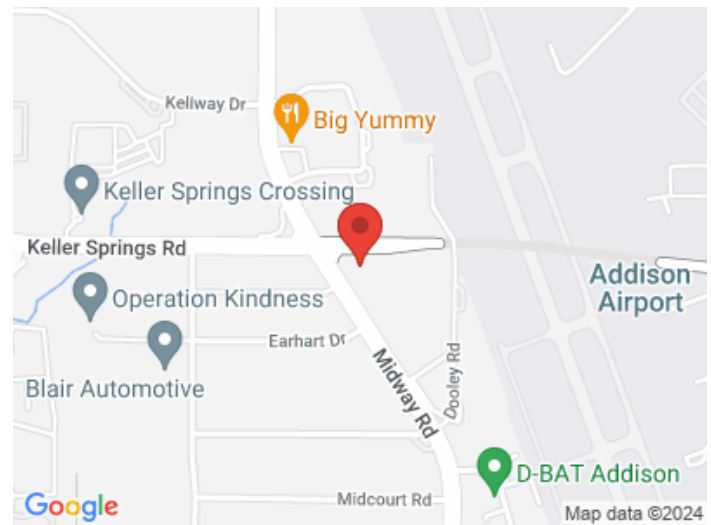 Kellway Dr
Big Yummy
Keller Springs Crossing
Keller Springs Rd
Addison
Airport
Operation Kindness
Earhart Dr
Blair Automotive
Midway Rd
Dooley Rd
D-BAT Addison
Midcourt Rd
Google
Map data ©2024